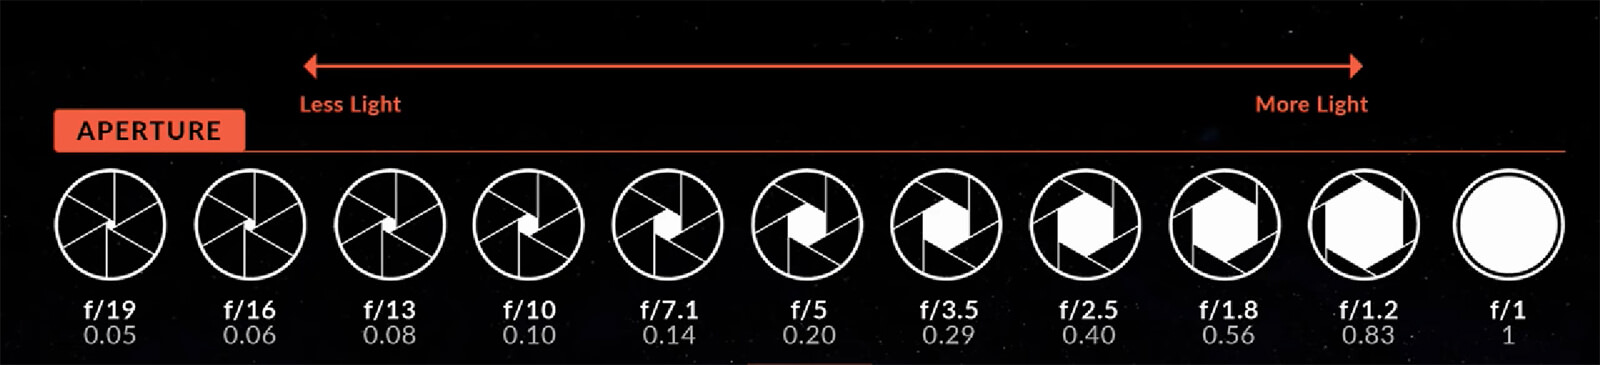 Less Light
More Light
APERTURE
f/19 f/16 f/13 f/10 f/7.1 f/5 f/3.5 f/2.5 f/1.8 f/1.2 f/1
0.05 0.06 0.08 0.10 0.14 0.20 0.29 0.40 0.56 0.83 1